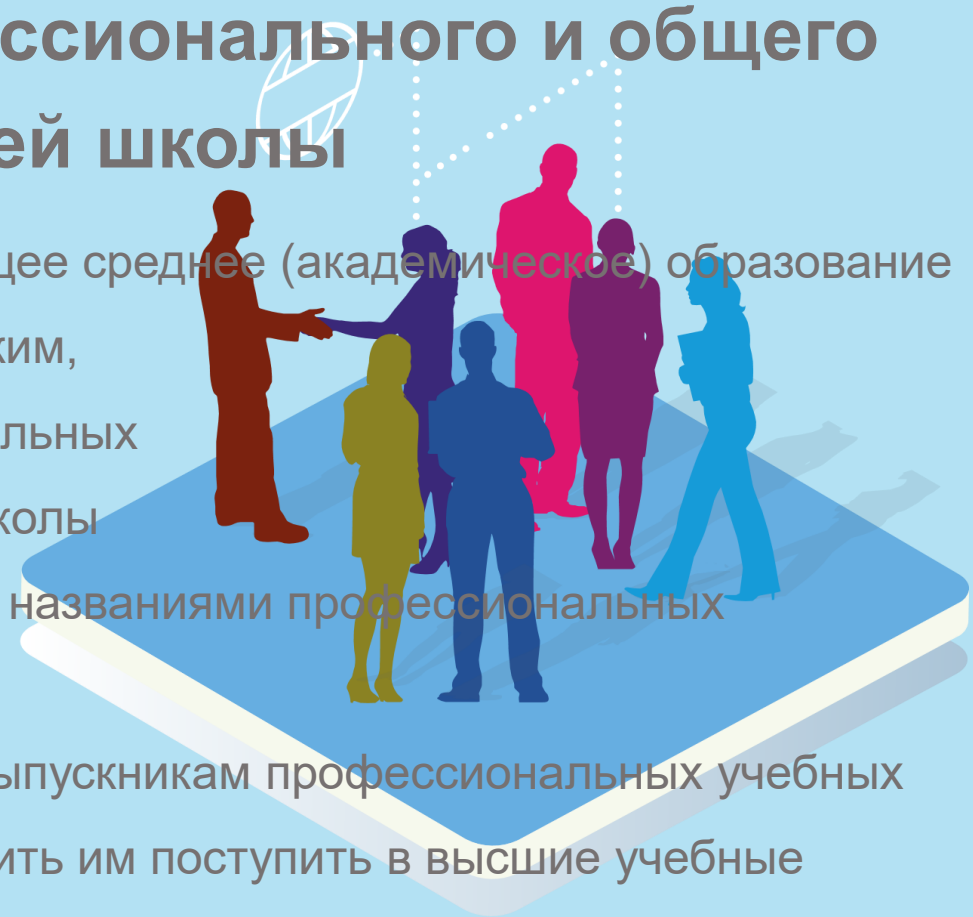 ссионального и общего
ей школы
щее среднее (академическое) образование
ким,
льных
колы
названиями профессиональных
ыпускникам профессиональных учебных
ить им поступить в высшие учебные